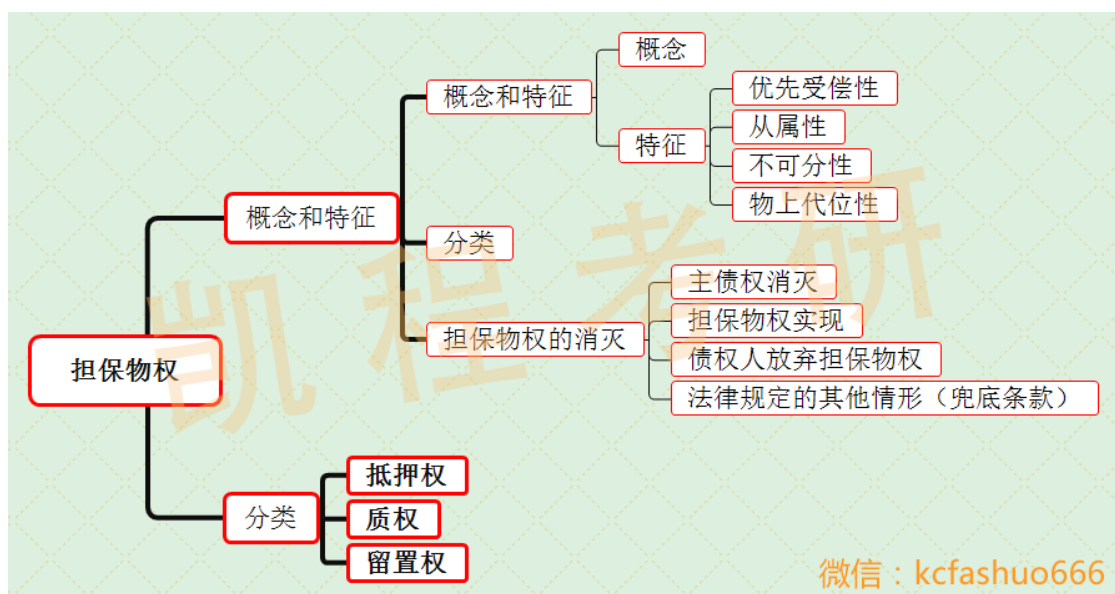 概念
概念和特征
优先受偿性
特征
从属性
不可分性
物上代位性
概念和特征
分类
主债权消灭
担保物权实现
担保物权的消灭
债权人放弃担保物权
法律规定的其他情形（兜底条款）
担保物权
抵押权
分类
质权
留置权
凯程考研
微信：kcfashuo666